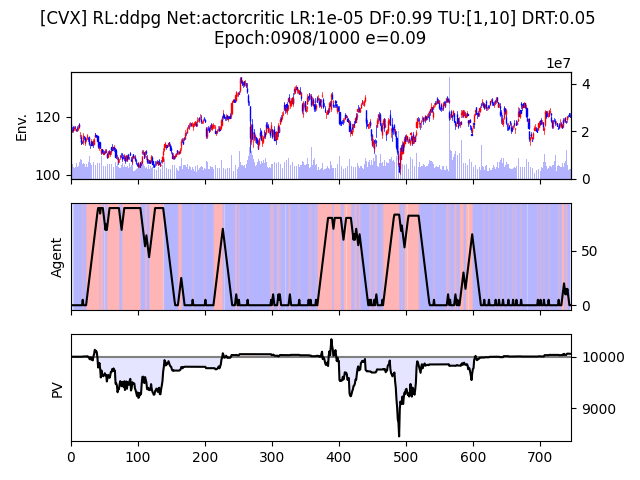 [CVX] RL:ddpg Net:actorcritic LR:1e-05 DF:0.99 TU:[1,10] DRT:0.05
Epoch:0908/1000 e=0.09
1e7
Env.
120
100
4
2
0
Agent
50
0
PV
10000
9000
0 100 200 300 400 500 600 700